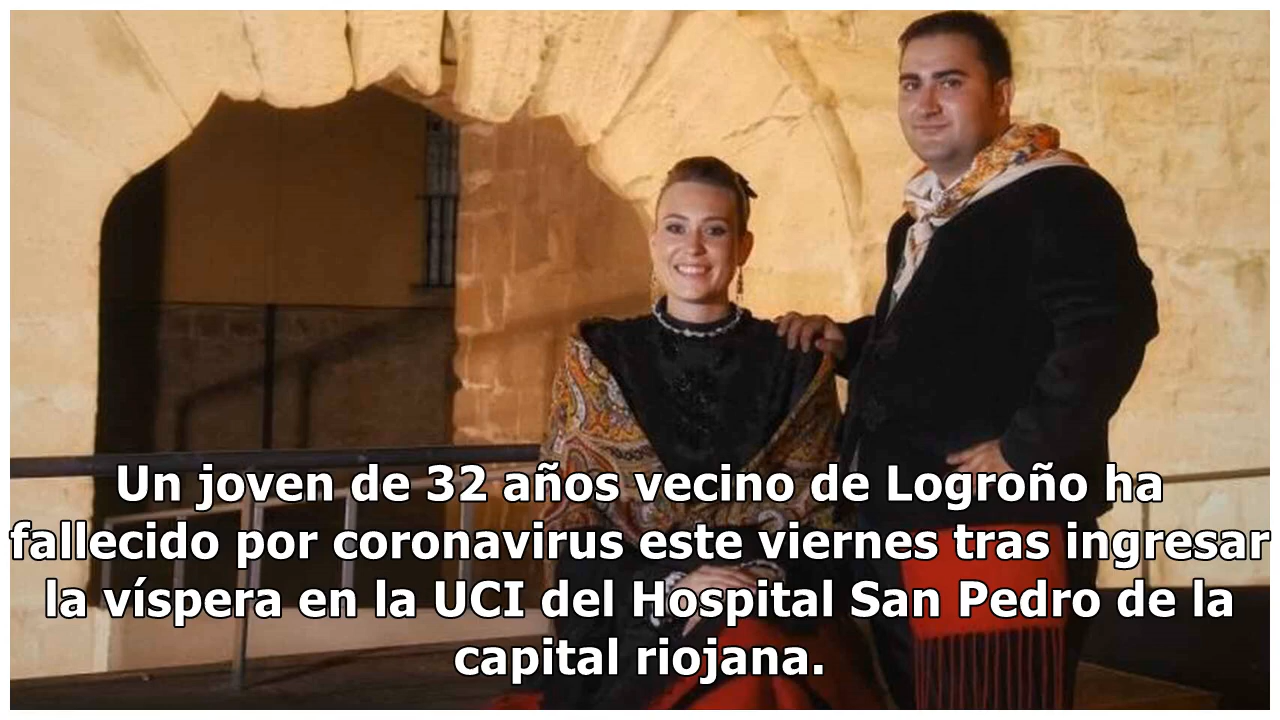 Un joven de 32 años vecino de Logroño ha
fallecido por coronavirus este viernes tras ingresar
la víspera en la UCI del Hospital San Pedro de la
capital riojana.